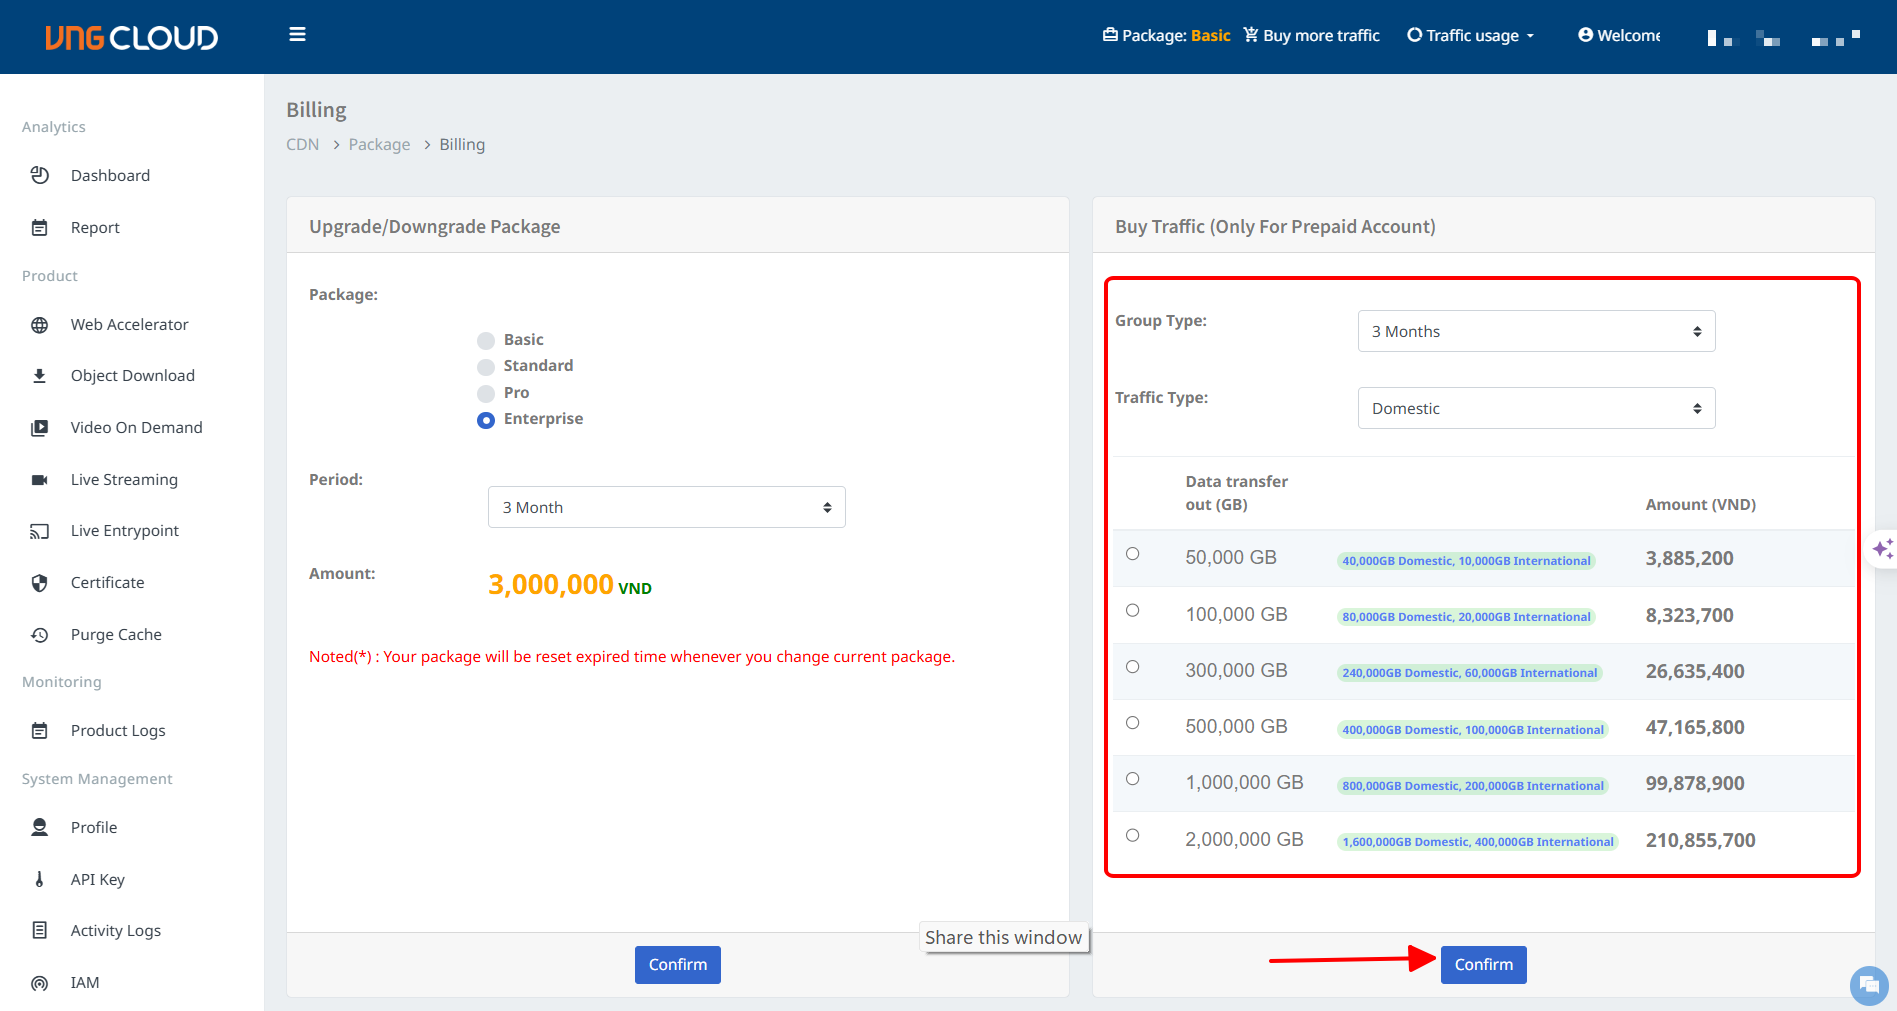 VNG CLOUD
Package: Basic
Buy more traffic
Traffic usage
Welcome
Analytics
Dashboard
Report
Product
Web Accelerator
Object Download
Video On Demand
Live Streaming
Live Entrypoint
Certificate
Purge Cache
Monitoring
Product Logs
System Management
Profile
API Key
Activity Logs
IAM
Billing
CDN > Package > Billing
Upgrade/Downgrade Package
Package:
Basic
Standard
Pro
Enterprise
Period:
3 Month
Amount:
3,000,000 VND
Noted(*) : Your package will be reset expired time whenever you change current package.
Confirm
Share this window
Buy Traffic (Only For Prepaid Account)
Group Type:
3 Months
Traffic Type:
Domestic
Data transfer
out (GB)
Amount (VND)
50,000 GB 40,000GB Domestic, 10,000GB International 3,885,200
100,000 GB 80,000GB Domestic, 20,000GB International 8,323,700
300,000 GB 240,000GB Domestic, 60,000GB International 26,635,400
500,000 GB 400,000GB Domestic, 100,000GB International 47,165,800
1,000,000 GB 800,000GB Domestic, 200,000GB International 99,878,900
2,000,000 GB 1,600,000GB Domestic, 400,000GB International 210,855,700
Confirm